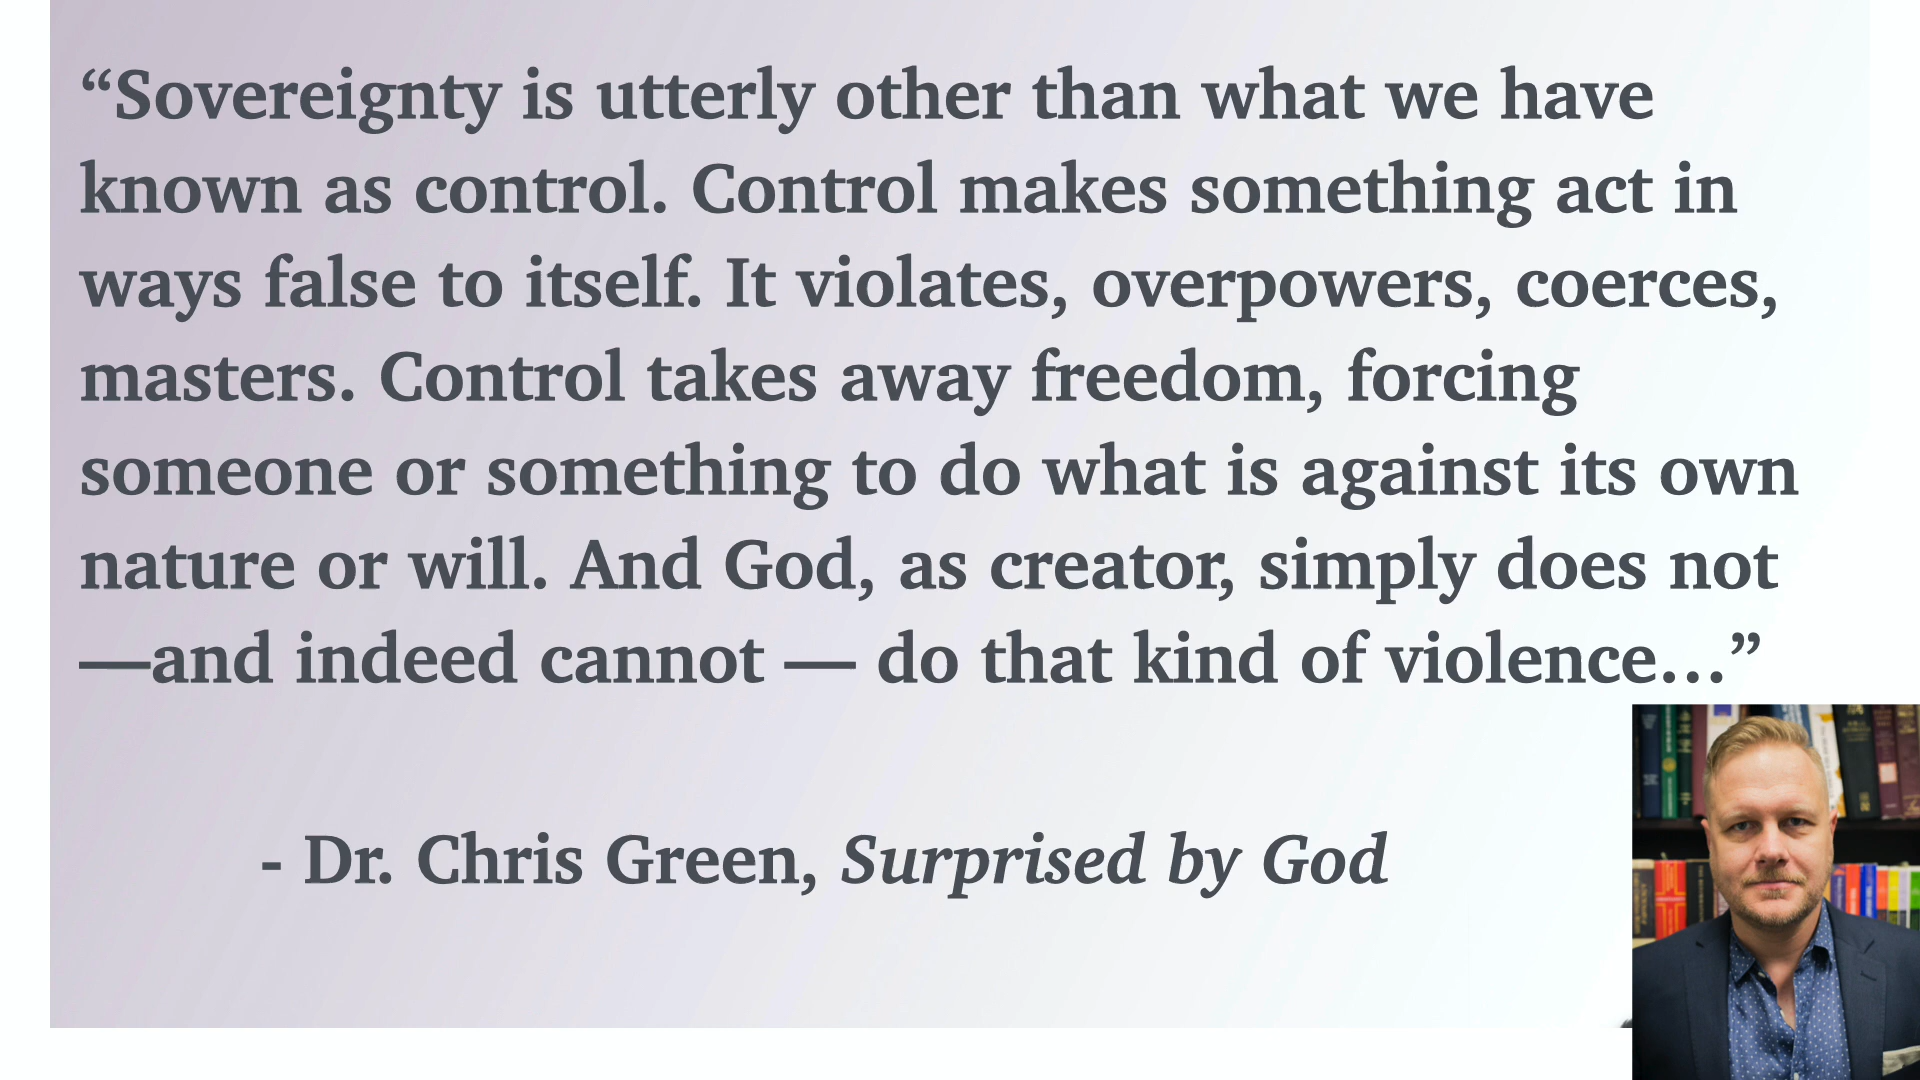 “Sovereignty is utterly other than what we have
known as control. Control makes something act in
ways false to itself. It violates, overpowers, coerces,
masters. Control takes away freedom, forcing
someone or something to do what is against its own
nature or will. And God, as creator, simply does not
—and indeed cannot — do that kind of violence…”
- Dr. Chris Green, Surprised by God